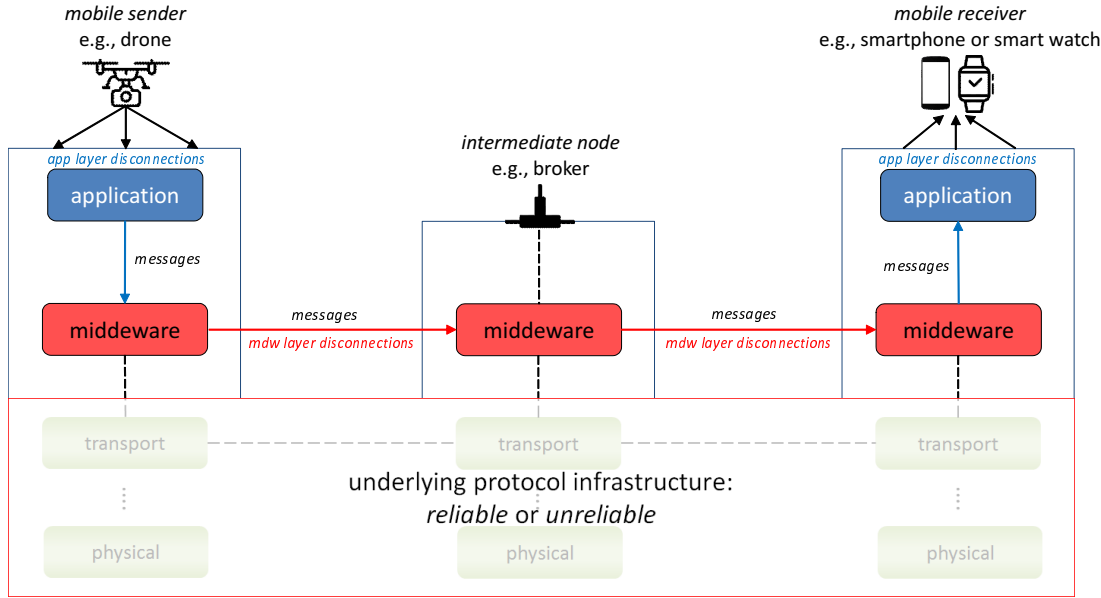 mobile sender
e.g., drone
mobile receiver
e.g., smartphone or smart watch
intermediate node
e.g., broker
app layer disconnections
application
messages
app layer disconnections
application
messages
middeware
messages
mdw layer disconnections
middeware
messages
mdw layer disconnections
middeware
transport
transport
transport
underlying protocol infrastructure:
reliable or unreliable
physical
physical
physical